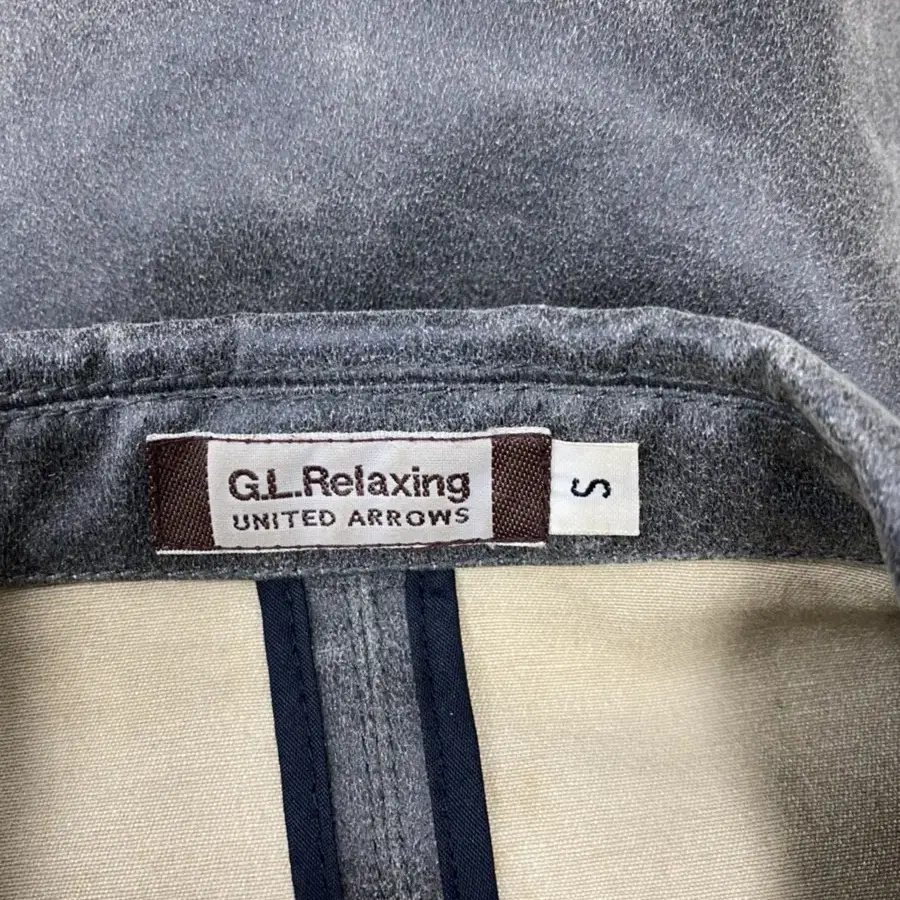 G.L.Relaxing
UNITED ARROWS
S